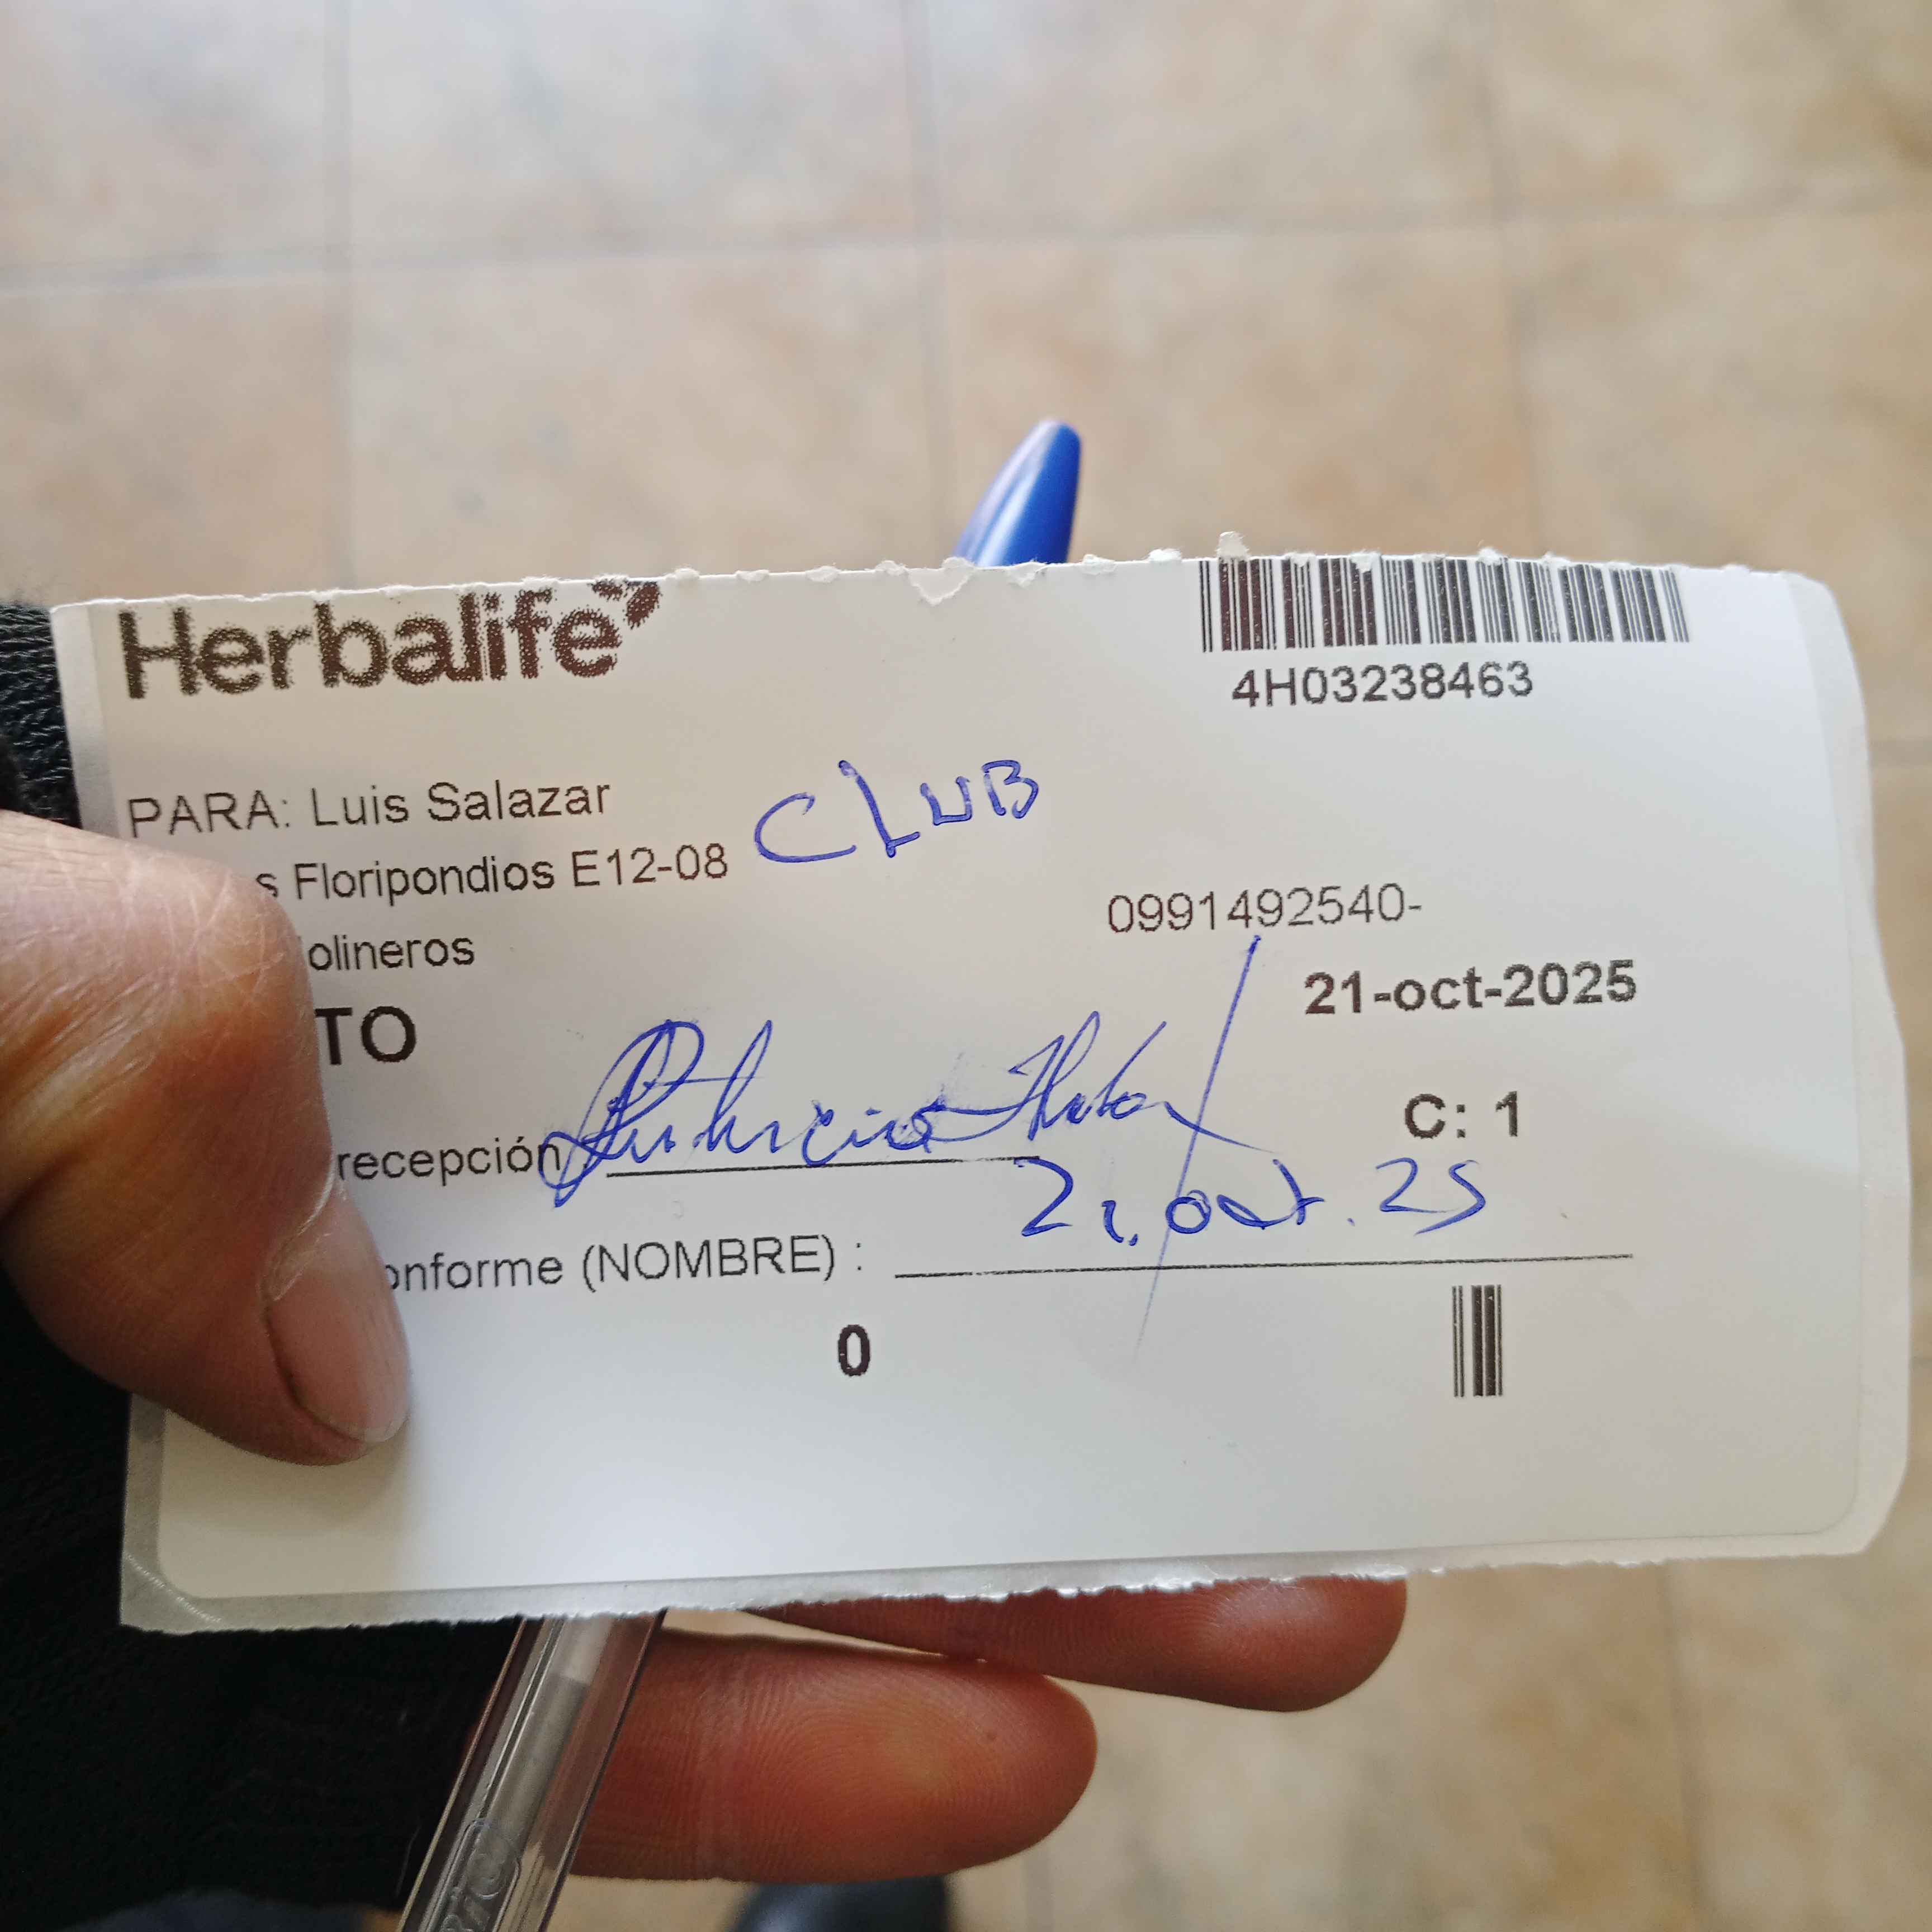 Herbalife
4H03238463
PARA: Luis Salazar
CLUB
s Floripondios E12-08
0991492540-
olineros
21-oct-2025
TO
C: 1
recepción
21, oct. 25
onforme (NOMBRE) :
0
Bic